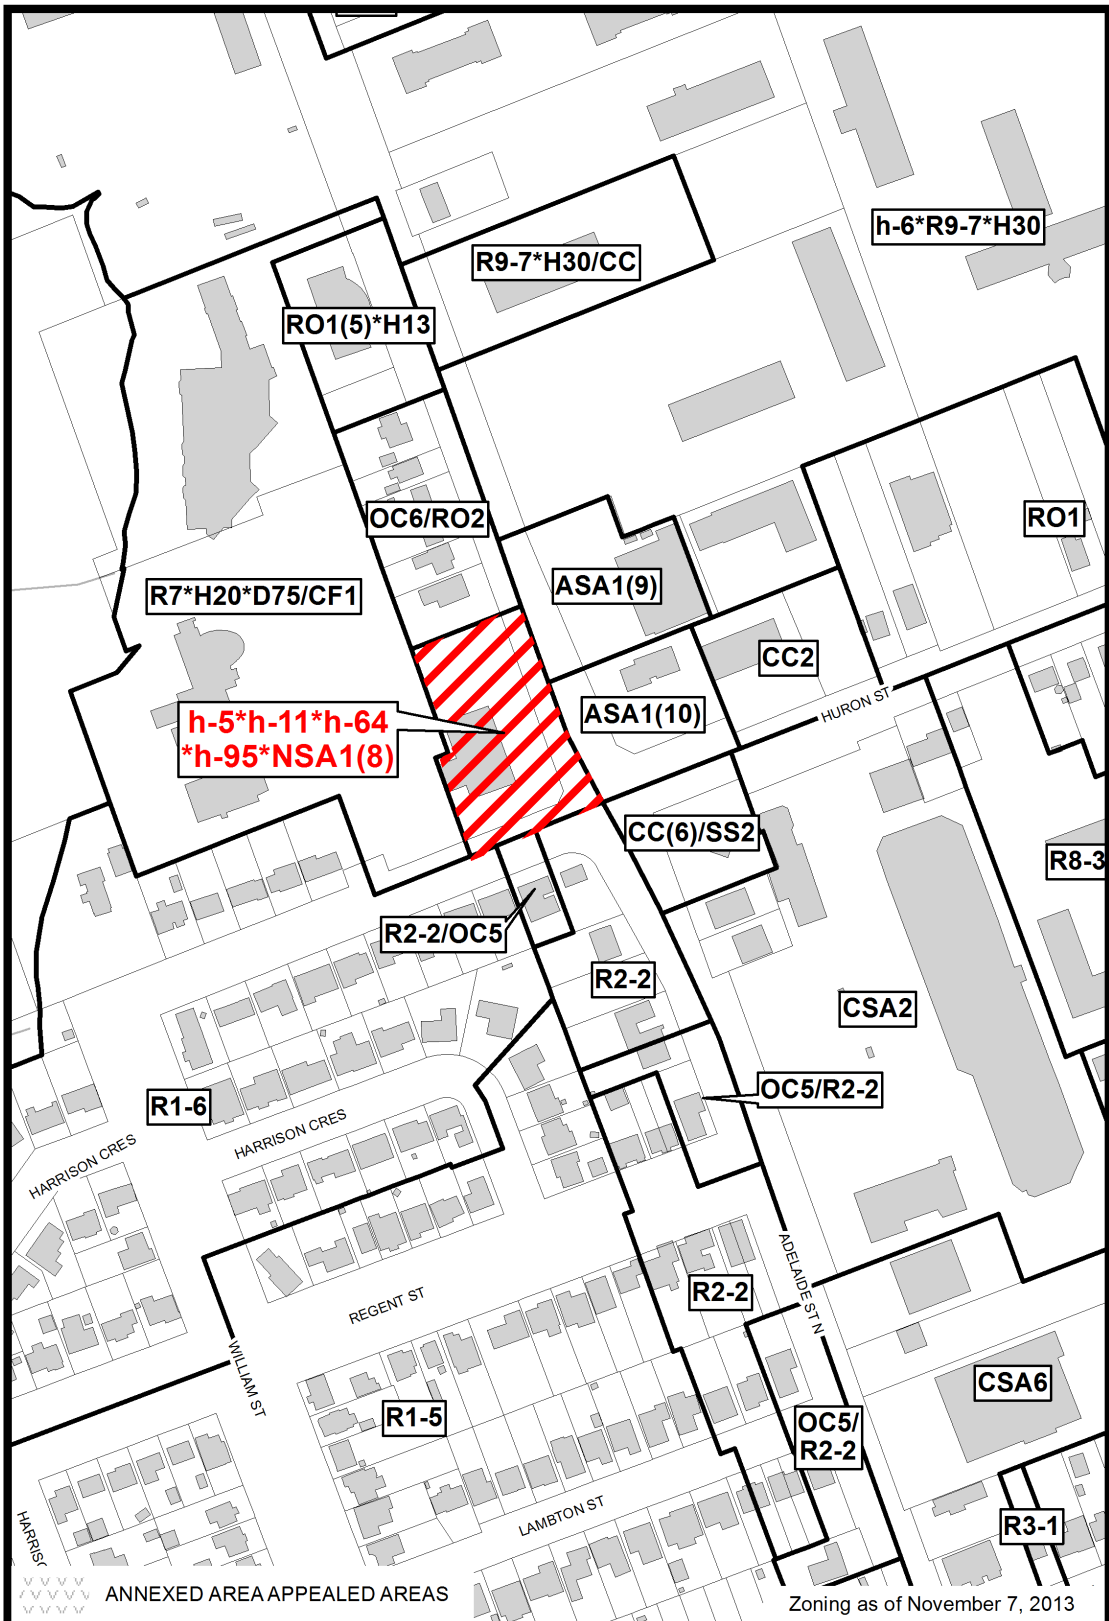 h-6*R9-7*H30
R9-7*H30/CC
RO1(5)*H13
OC6/RO2
RO1
ASA1(9)
R7*H20*D75/CF1
CC2
h-5*h-11*h-64
*h-95*NSA1(8)
ASA1(10)
HURON ST
CC(6)/SS2
R8-3
R2-2/OC5
R2-2
CSA2
OC5/R2-2
R1-6
HARRISON CRES
HARRISON CRES
ADELAIDE ST N
R2-2
REGENT ST
WILLIAM ST
CSA6
R1-5
OC5/
R2-2
LAMBTON ST
R3-1
ANNEXED AREA APPEALED AREAS
Zoning as of November 7, 2013